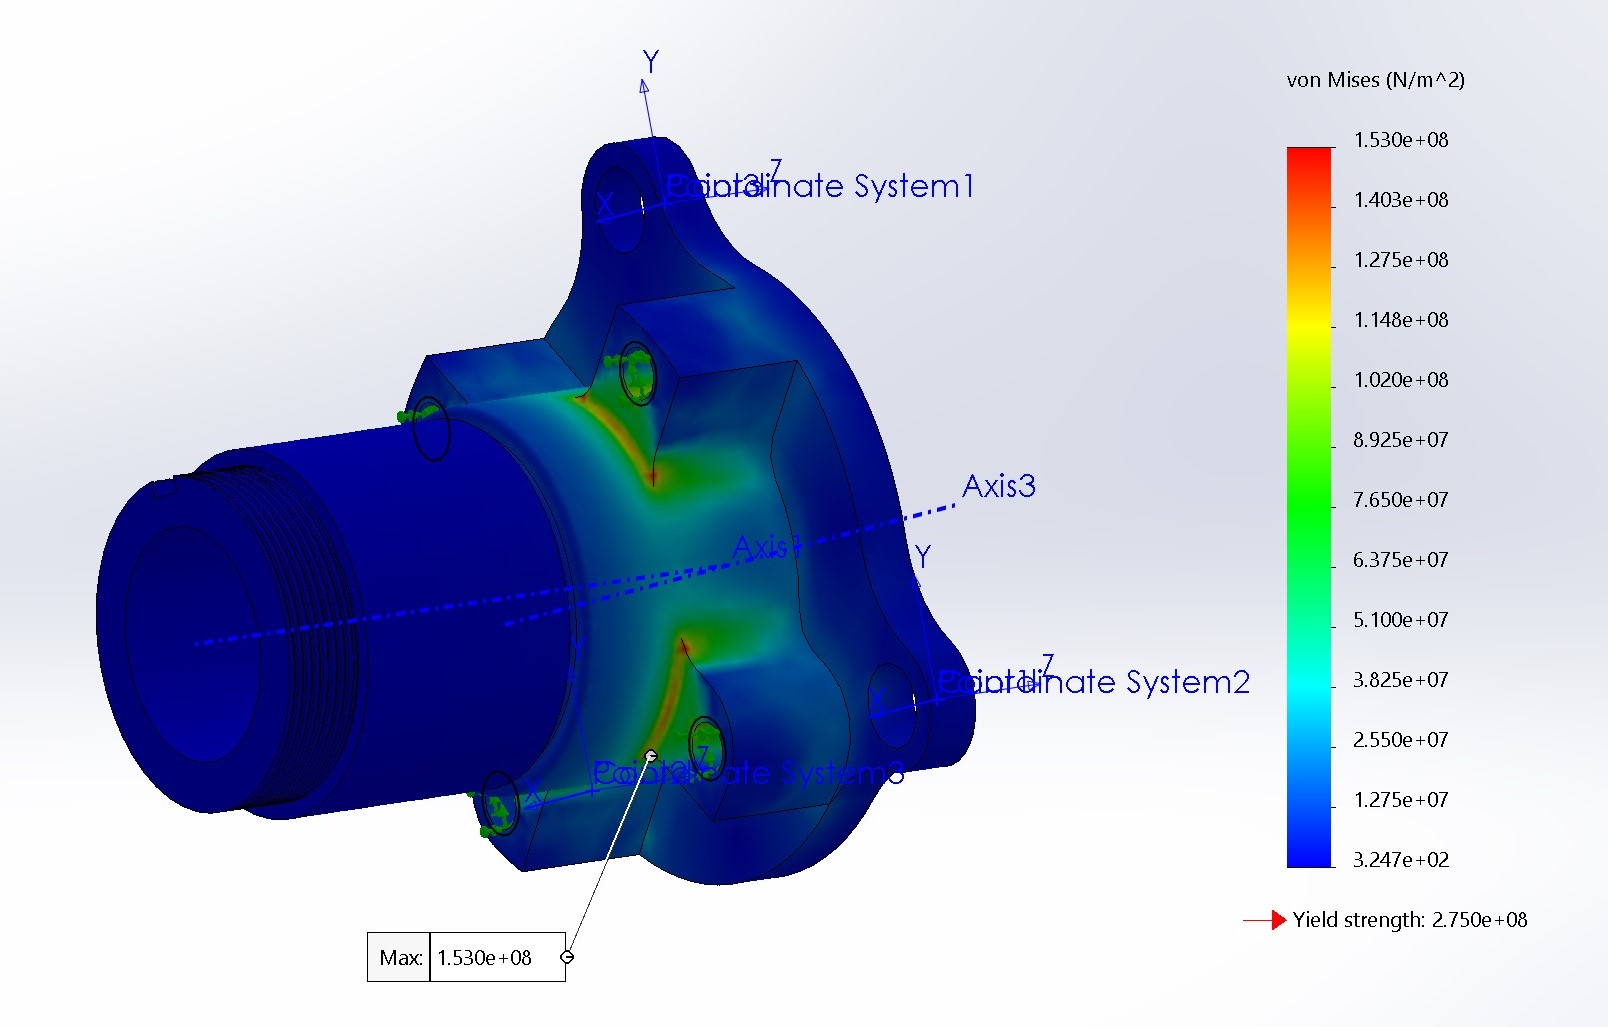 Y
von Mises (N/m^2)
1.530e+08
1.403e+08
1.275e+08
1.148e+08
1.020e+08
8.925e+07
7.650e+07
6.375e+07
5.100e+07
3.825e+07
2.550e+07
1.275e+07
3.247e+02
Yield strength: 2.750e+08
Z
X
Coordinate System1
Axis3
Axis1
Y
Z
X
Coordinate System2
Z
X
Coordinate System3
Max: 1.530e+08